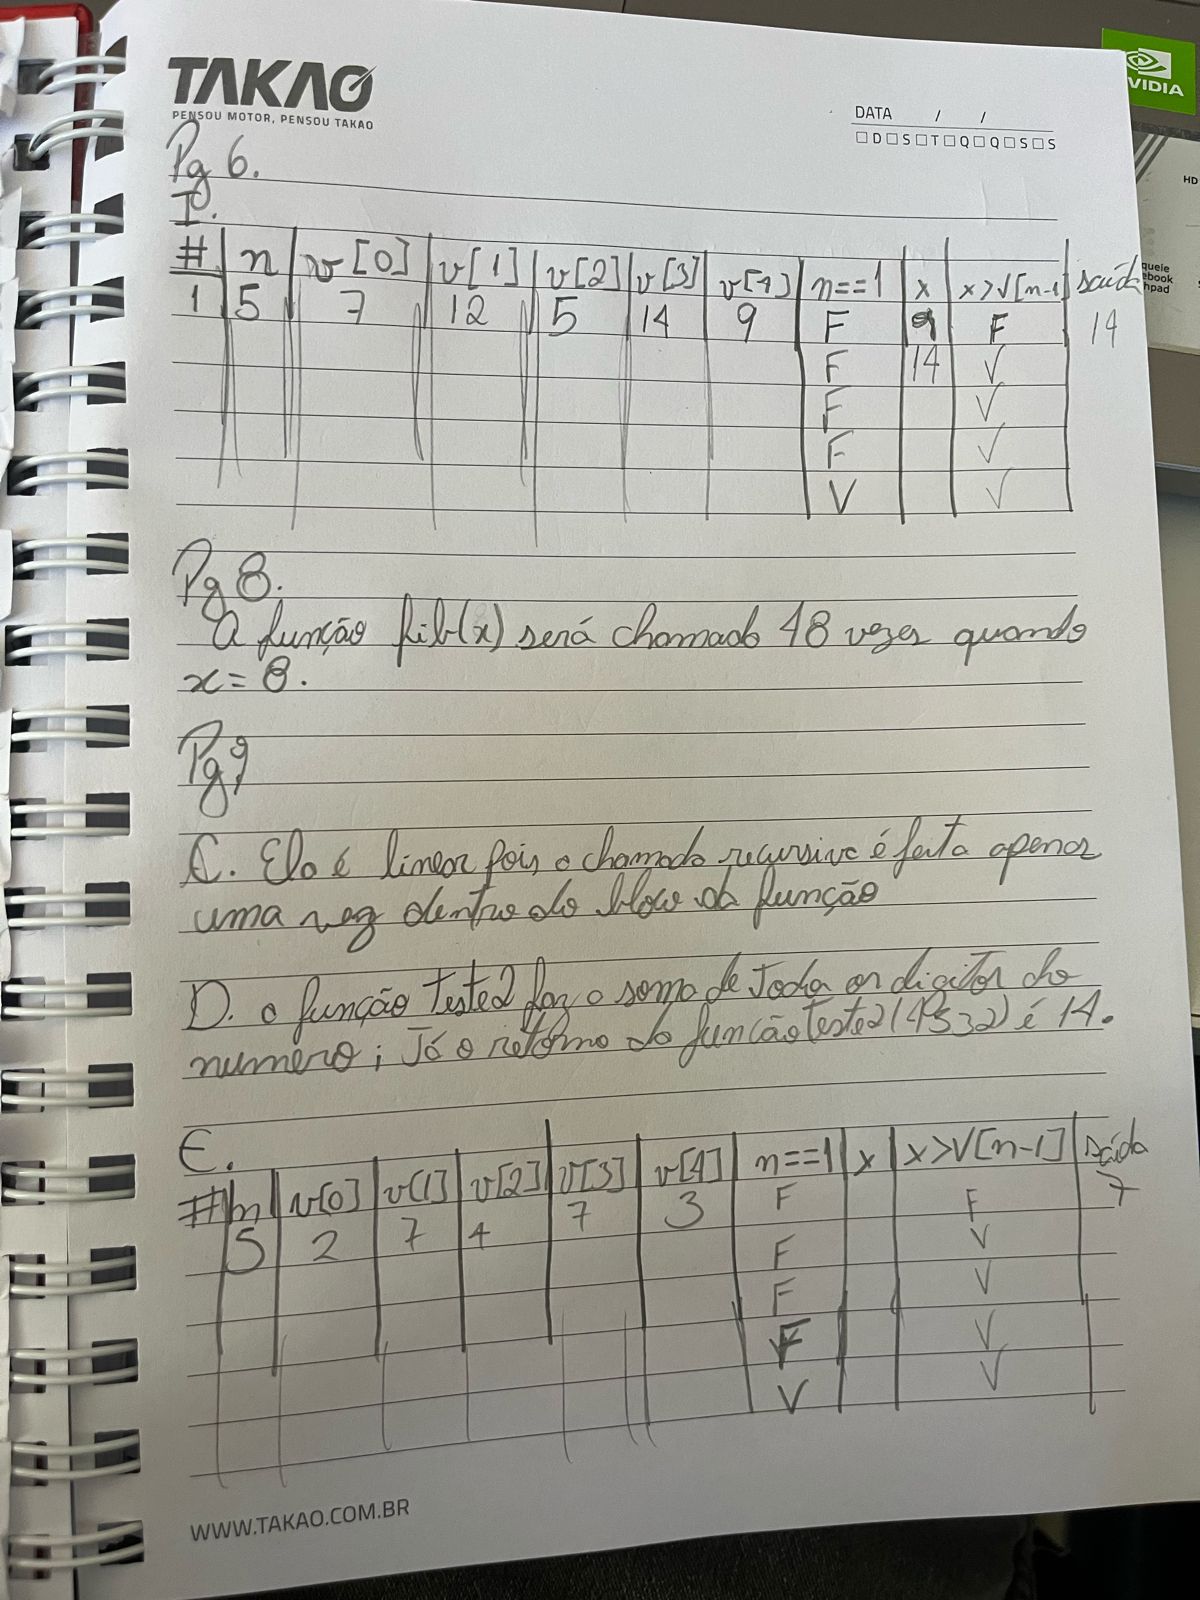 TAKAO
PENSOU MOTOR, PENSOU TAKAO
DATA / /
D S T Q Q S S
NVIDIA
HD
Pg 6.
# n v[0] v[1] v[2] v[3] v[4] n==1 x x>V[n-1] saída
1 5 7 12 5 14 9 F 9 F 14
F 14 V
F V
F V
V V
Pg 8.
A função fib(x) será chamada 48 vezes quando
x = 8.
Pg 9
C. Ela é linear pois a chamada recursiva é feita apenas
uma vez dentro do bloco da função
D. a função Teste2 faz a soma de Todos os digitos do
numero; Já o retorno da função Teste2(4532) é 14.
E.
# n v[0] v[1] v[2] v[3] v[4] n==1 x x>V[n-1] saída
5 2 7 4 7 3 F F 7
F V
F V
F V
V V
WWW.TAKAO.COM.BR